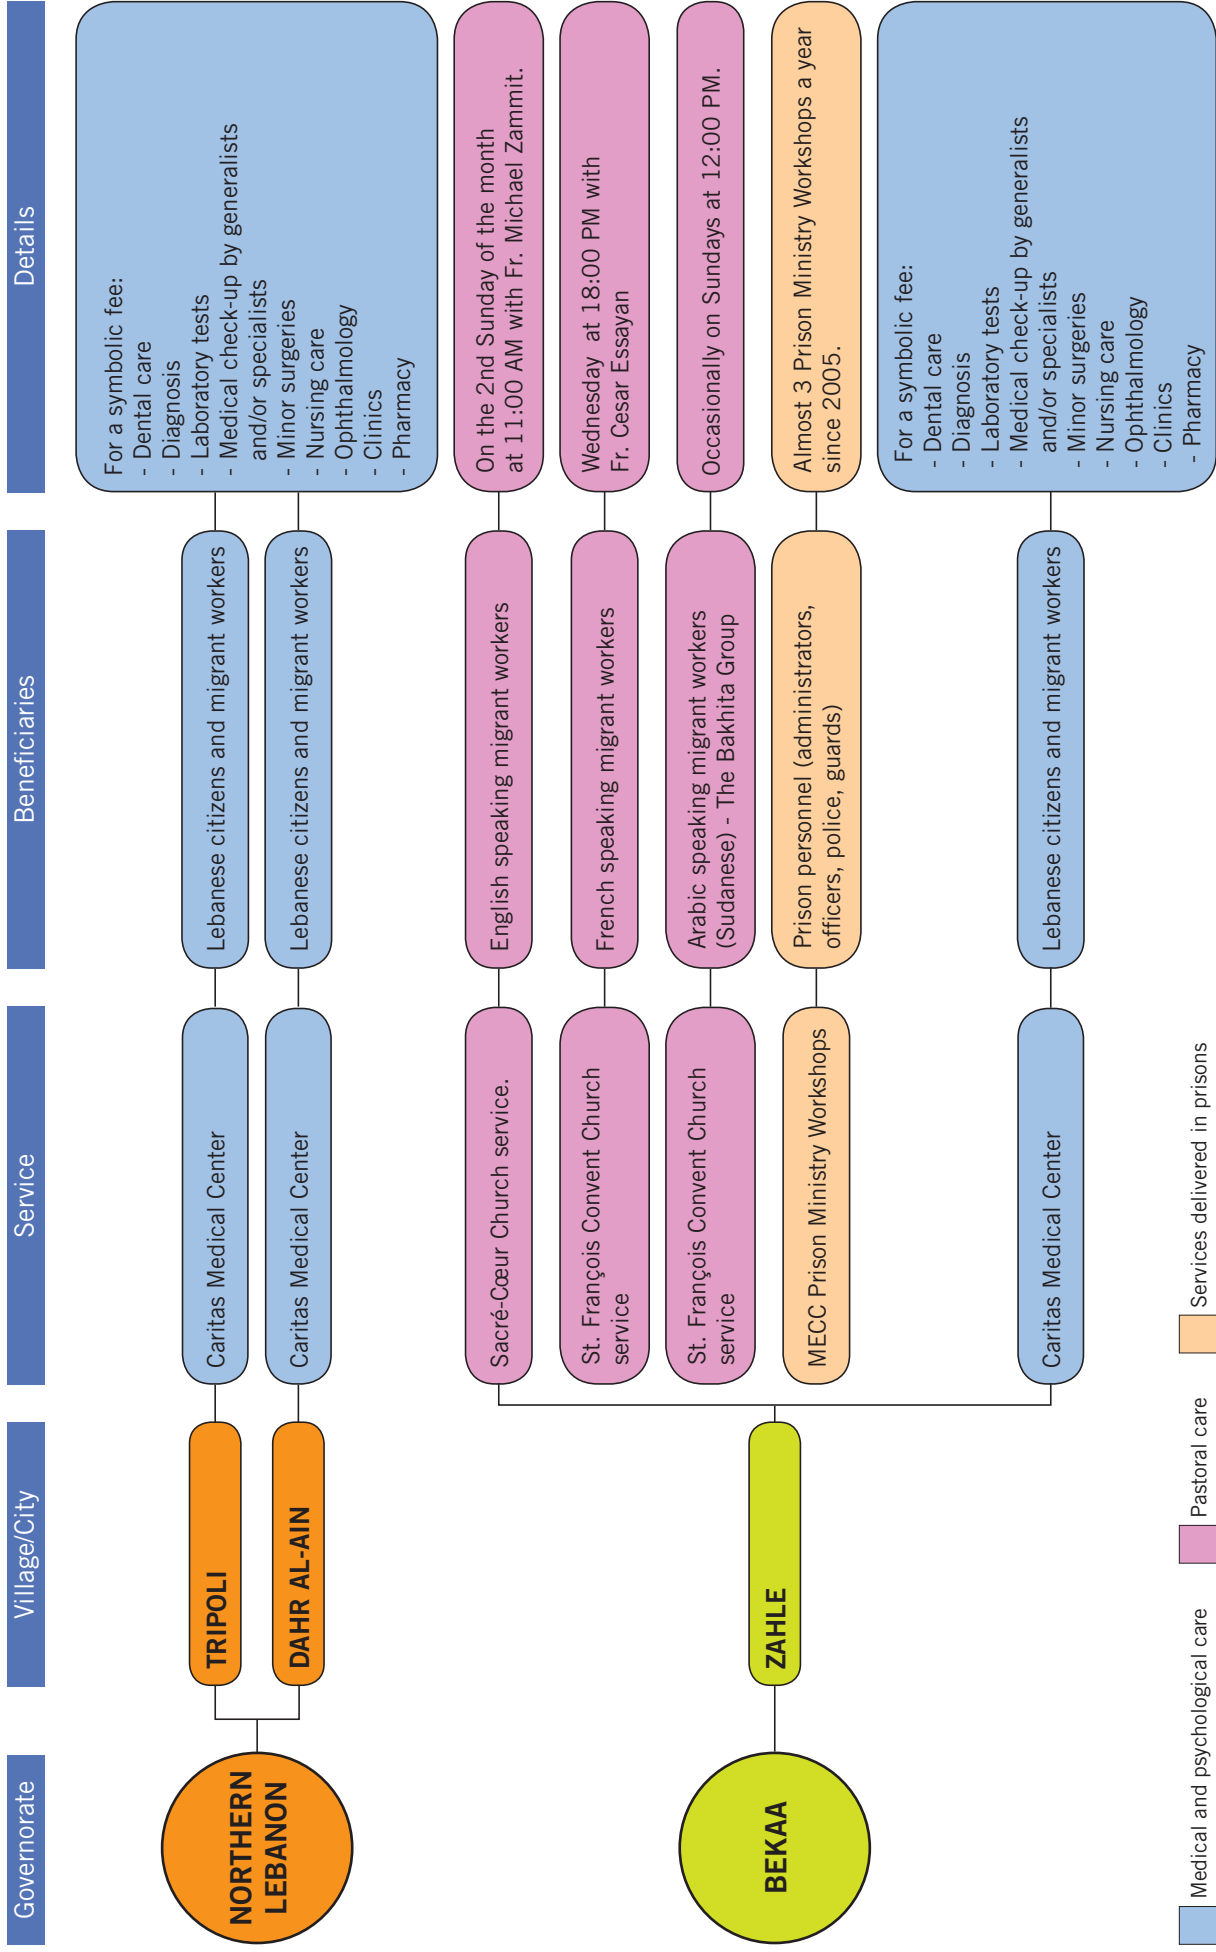 Governorate
Village/City
Service
Beneficiaries
Details
NORTHERN
LEBANON
TRIPOLI
Caritas Medical Center
Lebanese citizens and migrant workers
DAHR AL-AIN
Caritas Medical Center
Lebanese citizens and migrant workers
For a symbolic fee:
- Dental care
- Diagnosis
- Laboratory tests
- Medical check-up by generalists
and/or specialists
- Minor surgeries
- Nursing care
- Ophthalmology
- Clinics
- Pharmacy
BEKAA
ZAHLE
Sacré-Cœur Church service.
English speaking migrant workers
On the 2nd Sunday of the month
at 11:00 AM with Fr. Michael Zammit.
St. François Convent Church
service
French speaking migrant workers
Wednesday at 18:00 PM with
Fr. Cesar Essayan
St. François Convent Church
service
Arabic speaking migrant workers
(Sudanese) - The Bakhita Group
Occasionally on Sundays at 12:00 PM.
MECC Prison Ministry Workshops
Prison personnel (administrators,
officers, police, guards)
Almost 3 Prison Ministry Workshops a year
since 2005.
Caritas Medical Center
Lebanese citizens and migrant workers
For a symbolic fee:
- Dental care
- Diagnosis
- Laboratory tests
- Medical check-up by generalists
and/or specialists
- Minor surgeries
- Nursing care
- Ophthalmology
- Clinics
- Pharmacy
Medical and psychological care
Pastoral care
Services delivered in prisons